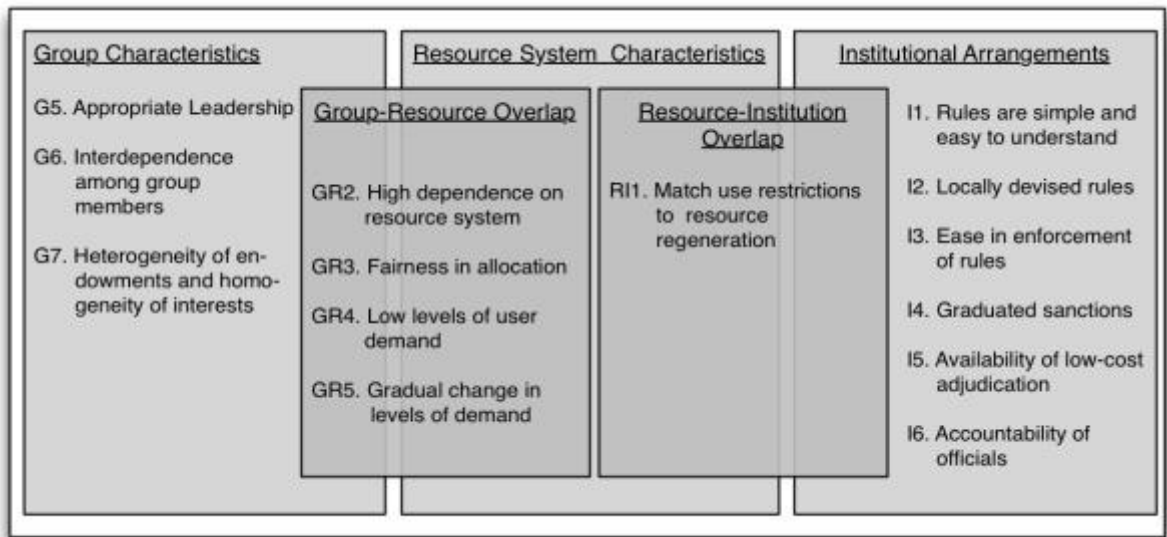 Group Characteristics
G5. Appropriate Leadership
G6. Interdependence
among group
members
G7. Heterogeneity of en-
dowments and homo-
geneity of interests
Resource System Characteristics
Group-Resource Overlap
GR2. High dependence on
resource system
GR3. Fairness in allocation
GR4. Low levels of user
demand
GR5. Gradual change in
levels of demand
Resource-Institution
Overlap
RI1. Match use restrictions
to resource
regeneration
Institutional Arrangements
I1. Rules are simple and
easy to understand
I2. Locally devised rules
I3. Ease in enforcement
of rules
I4. Graduated sanctions
I5. Availability of low-cost
adjudication
I6. Accountability of
officials